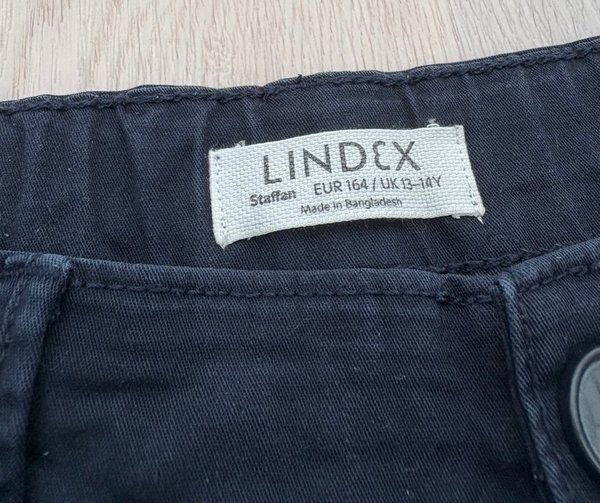 LINDEX
Staffan EUR 164 / UK 13-14Y
Made in Bangladesh